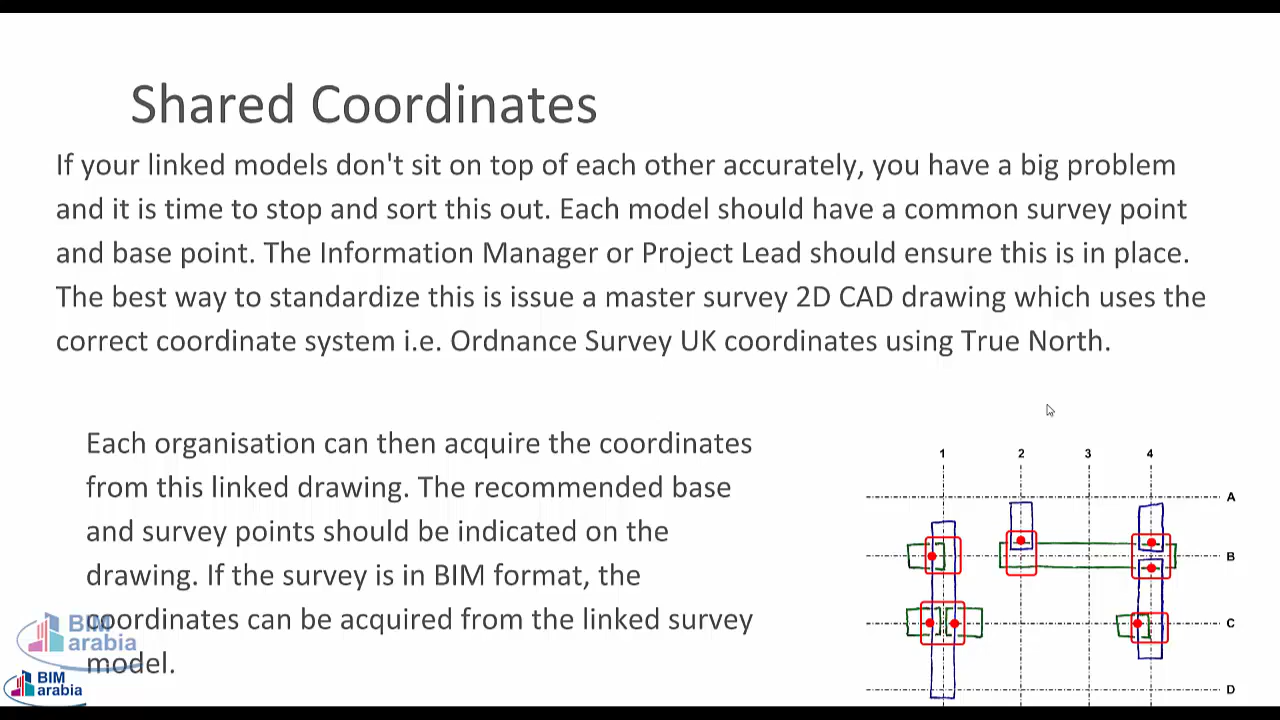 Shared Coordinates
If your linked models don't sit on top of each other accurately, you have a big problem
and it is time to stop and sort this out. Each model should have a common survey point
and base point. The Information Manager or Project Lead should ensure this is in place.
The best way to standardize this is issue a master survey 2D CAD drawing which uses the
correct coordinate system i.e. Ordnance Survey UK coordinates using True North.
Each organisation can then acquire the coordinates
from this linked drawing. The recommended base
and survey points should be indicated on the
drawing. If the survey is in BIM format, the
coordinates can be acquired from the linked survey
model.
1 2 3 4
A
B
C
D
BIM
arabia
BIM
arabia